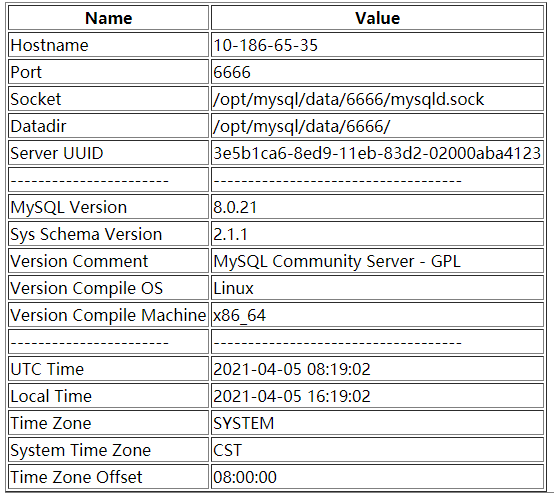 Name Value
Hostname 10-186-65-35
Port 6666
Socket /opt/mysql/data/6666/mysqld.sock
Datadir /opt/mysql/data/6666/
Server UUID 3e5b1ca6-8ed9-11eb-83d2-02000aba4123
----------------------- ------------------------------------
MySQL Version 8.0.21
Sys Schema Version 2.1.1
Version Comment MySQL Community Server - GPL
Version Compile OS Linux
Version Compile Machine x86_64
----------------------- ------------------------------------
UTC Time 2021-04-05 08:19:02
Local Time 2021-04-05 16:19:02
Time Zone SYSTEM
System Time Zone CST
Time Zone Offset 08:00:00